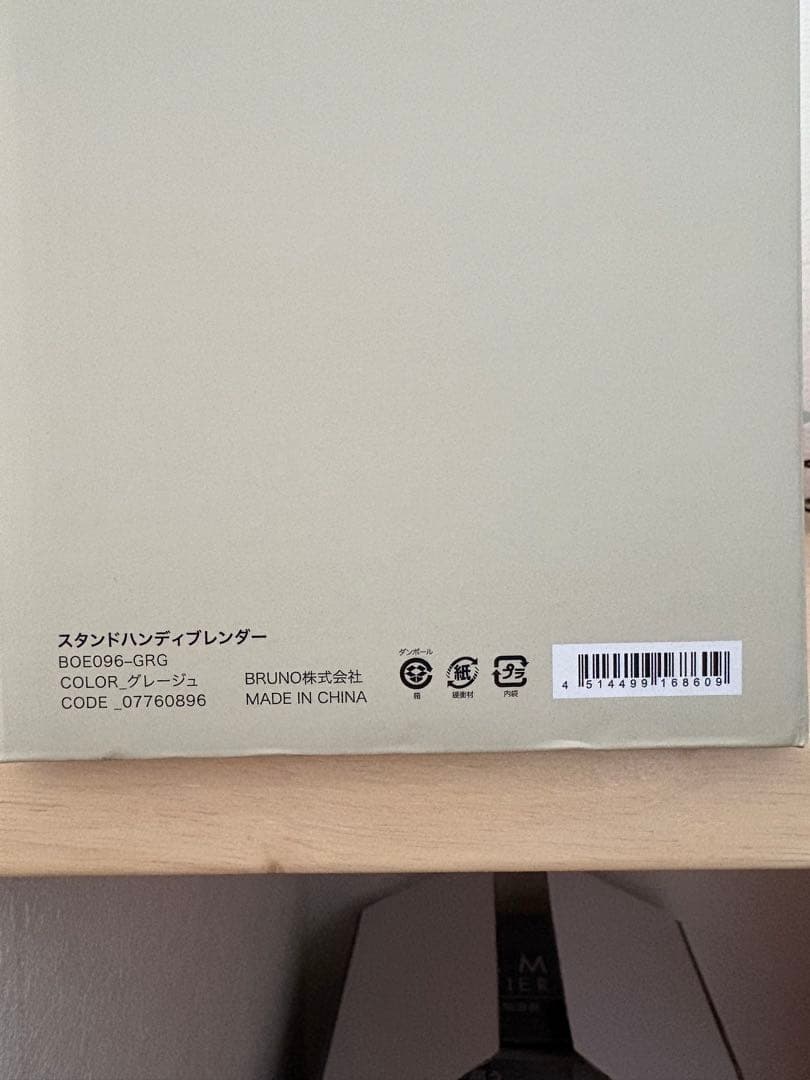 スタンドハンディブレンダー
BOE096-GRG
COLOR_グレージュ
CODE _07760896
BRUNO株式会社
MADE IN CHINA
ダンボール
箱
紙
緩衝材
プラ
内袋
4 514499 168609
M
IER